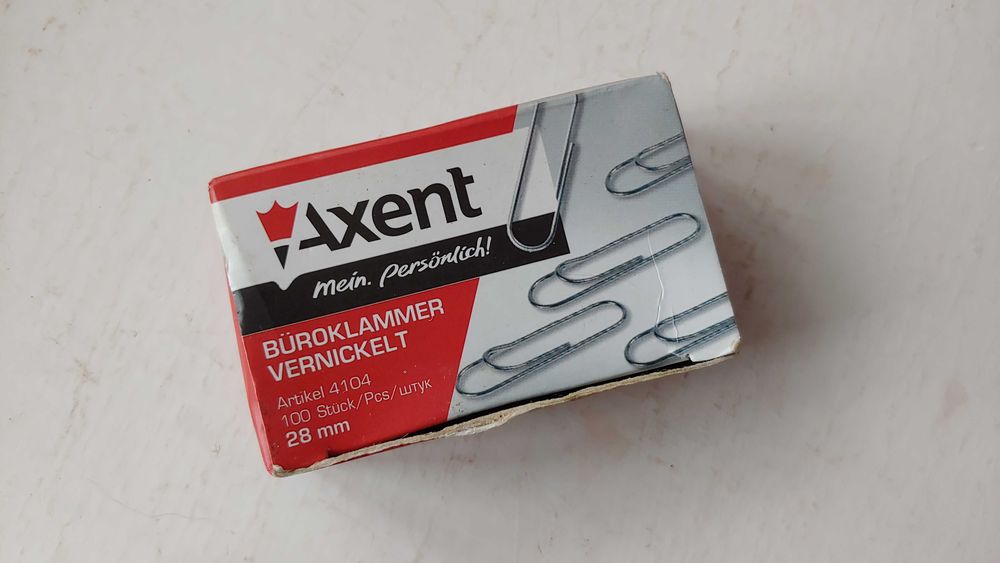 Axent
mein. persönlich!
BÜROKLAMMER
VERNICKELT
Artikel 4104
100 Stück/Pcs/штук
28 mm